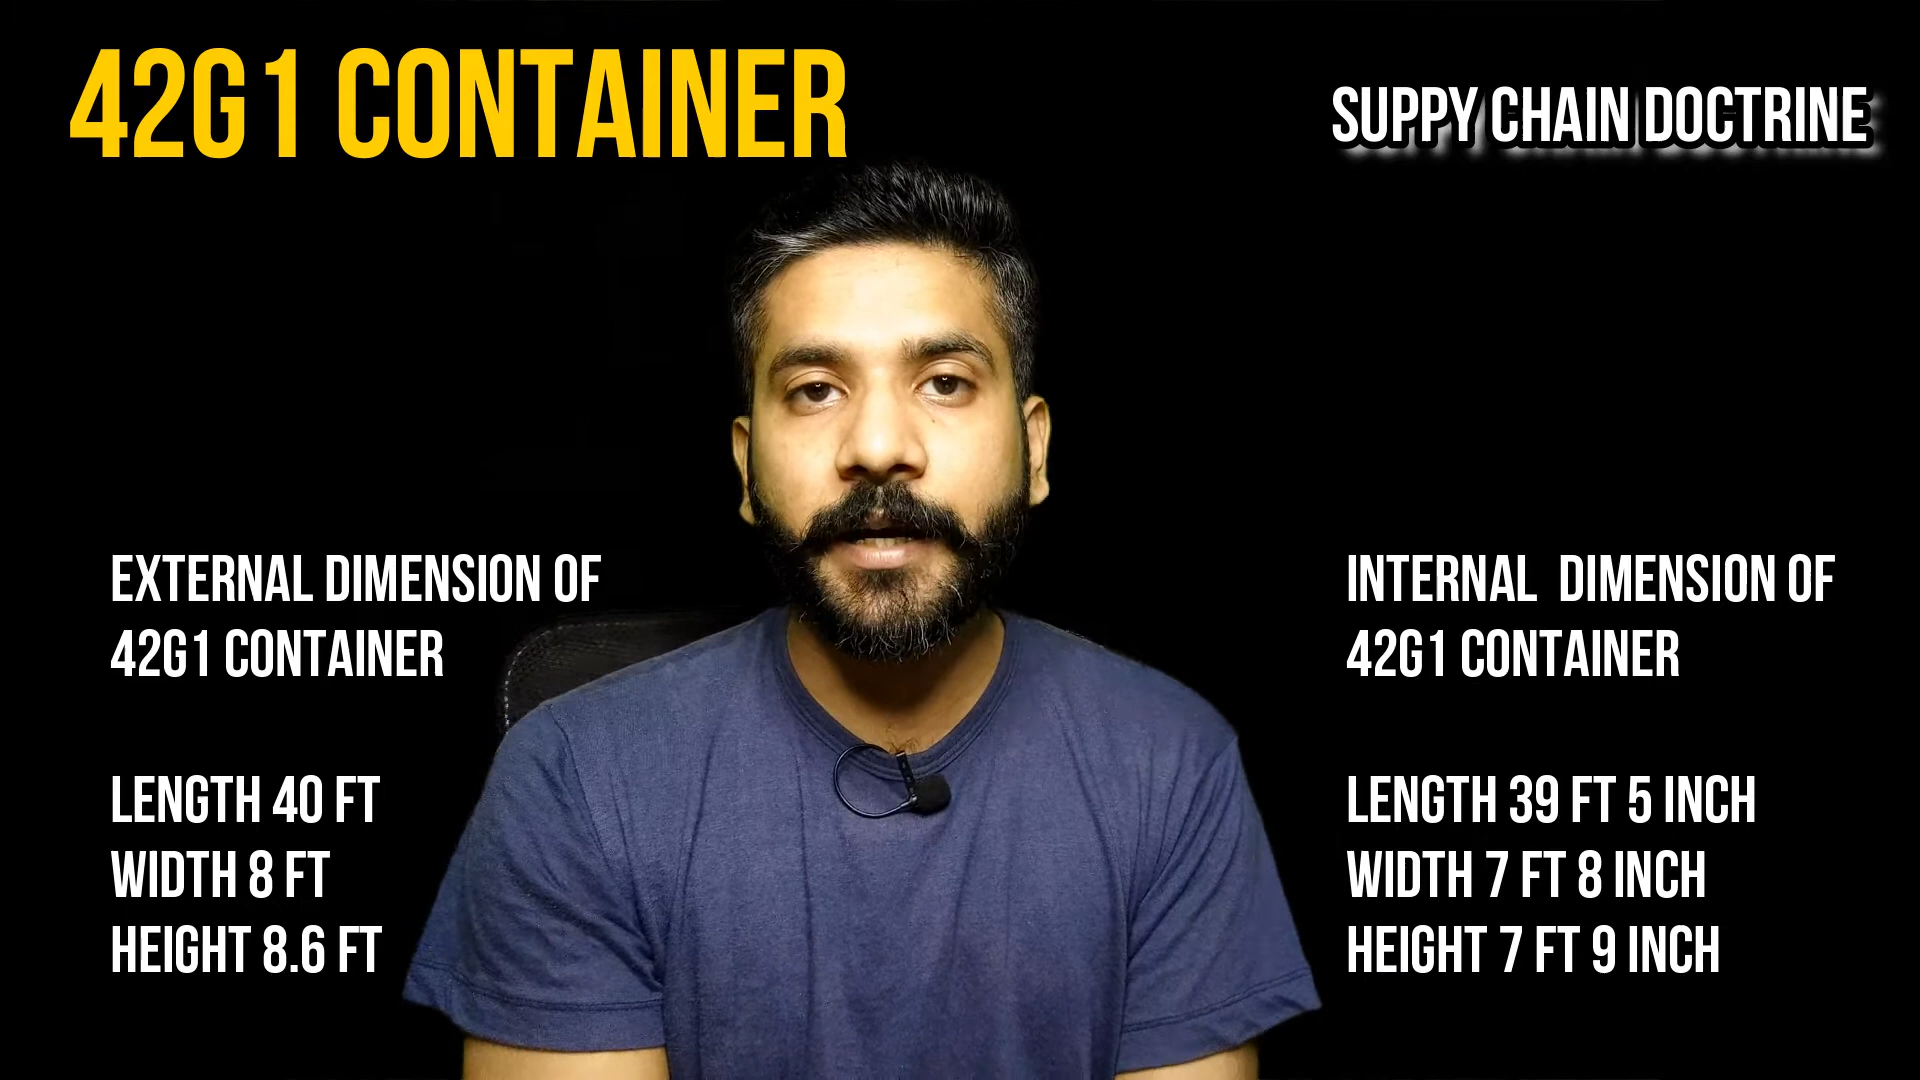 42G1 CONTAINER
SUPPY CHAIN DOCTRINE
EXTERNAL DIMENSION OF
42G1 CONTAINER
LENGTH 40 FT
WIDTH 8 FT
HEIGHT 8.6 FT
INTERNAL DIMENSION OF
42G1 CONTAINER
LENGTH 39 FT 5 INCH
WIDTH 7 FT 8 INCH
HEIGHT 7 FT 9 INCH